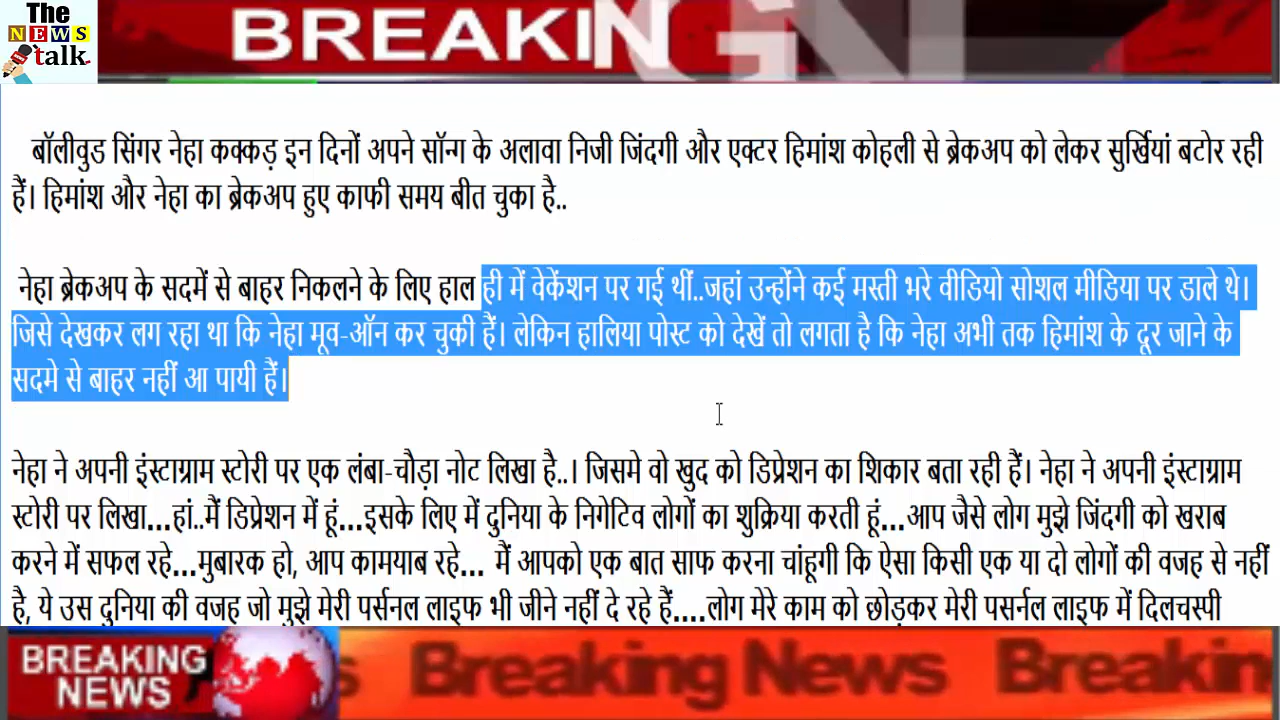 The
NEWS
talk.
BREAKING
बॉलीवुड सिंगर नेहा कक्कड़ इन दिनों अपने सॉन्ग के अलावा निजी जिंदगी और एक्टर हिमांश कोहली से ब्रेकअप को लेकर सुर्खियां बटोर रही
हैं। हिमांश और नेहा का ब्रेकअप हुए काफी समय बीत चुका है..
नेहा ब्रेकअप के सदमें से बाहर निकलने के लिए हाल ही में वेकेंशन पर गई थीं..जहां उन्होंने कई मस्ती भरे वीडियो सोशल मीडिया पर डाले थे।
जिसे देखकर लग रहा था कि नेहा मूव-ऑन कर चुकी हैं। लेकिन हालिया पोस्ट को देखें तो लगता है कि नेहा अभी तक हिमांश के दूर जाने के
सदमे से बाहर नहीं आ पायी हैं।
नेहा ने अपनी इंस्टाग्राम स्टोरी पर एक लंबा-चौड़ा नोट लिखा है..। जिसमे वो खुद को डिप्रेशन का शिकार बता रही हैं। नेहा ने अपनी इंस्टाग्राम
स्टोरी पर लिखा...हां..मैं डिप्रेशन में हूं...इसके लिए में दुनिया के निगेटिव लोगों का शुक्रिया करती हूं...आप जैसे लोग मुझे जिंदगी को खराब
करने में सफल रहे...मुबारक हो, आप कामयाब रहे... मैं आपको एक बात साफ करना चांहूगी कि ऐसा किसी एक या दो लोगों की वजह से नहीं
है, ये उस दुनिया की वजह जो मुझे मेरी पर्सनल लाइफ भी जीने नहीं दे रहे हैं....लोग मेरे काम को छोड़कर मेरी पसर्नल लाइफ में दिलचस्पी
BREAKING
NEWS
s Breaking News Breakin